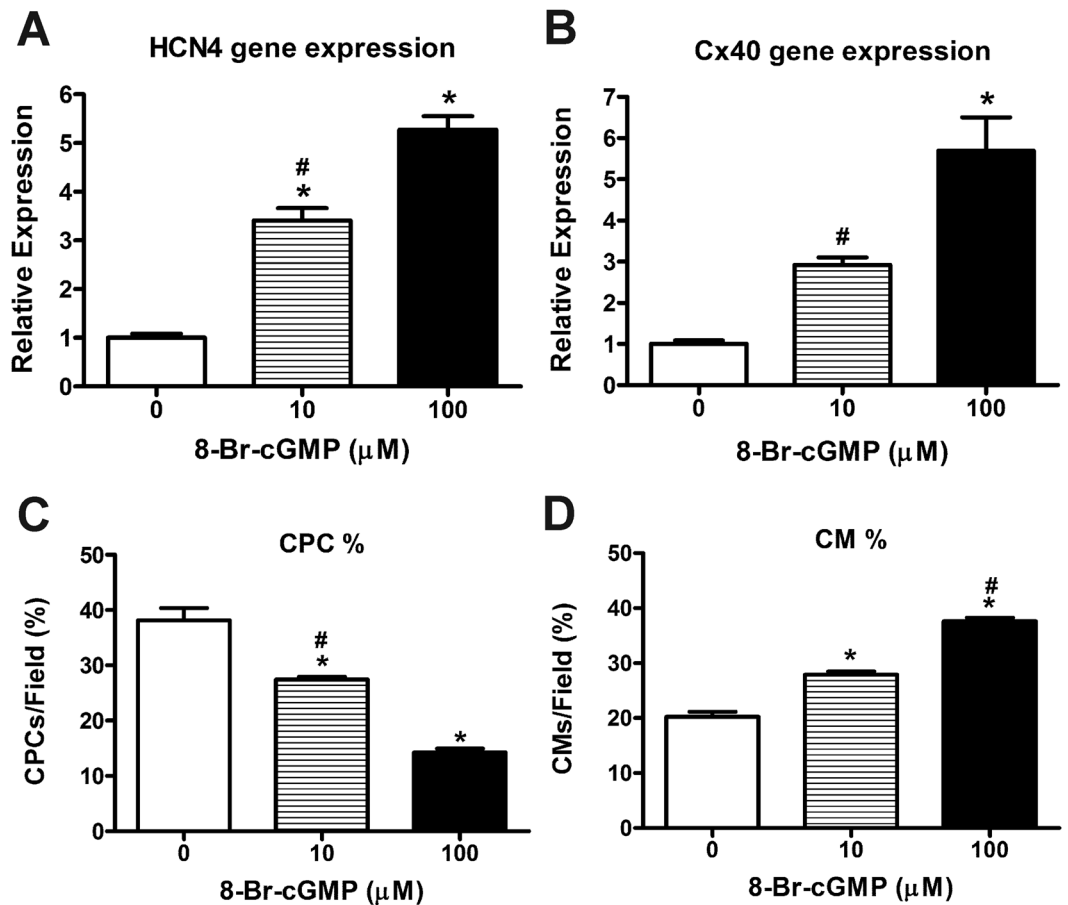 A
HCN4 gene expression
Relative Expression
6
5
4
3
2
1
0
#
*
*
0 10 100
8-Br-cGMP (μM)
B
Cx40 gene expression
Relative Expression
7
6
5
4
3
2
1
0
#
*
0 10 100
8-Br-cGMP (μM)
C
CPC %
CPCs/Field (%)
50
40
30
20
10
0
#
*
*
0 10 100
8-Br-cGMP (μM)
D
CM %
CMs/Field (%)
50
40
30
20
10
0
*
#
*
0 10 100
8-Br-cGMP (μM)